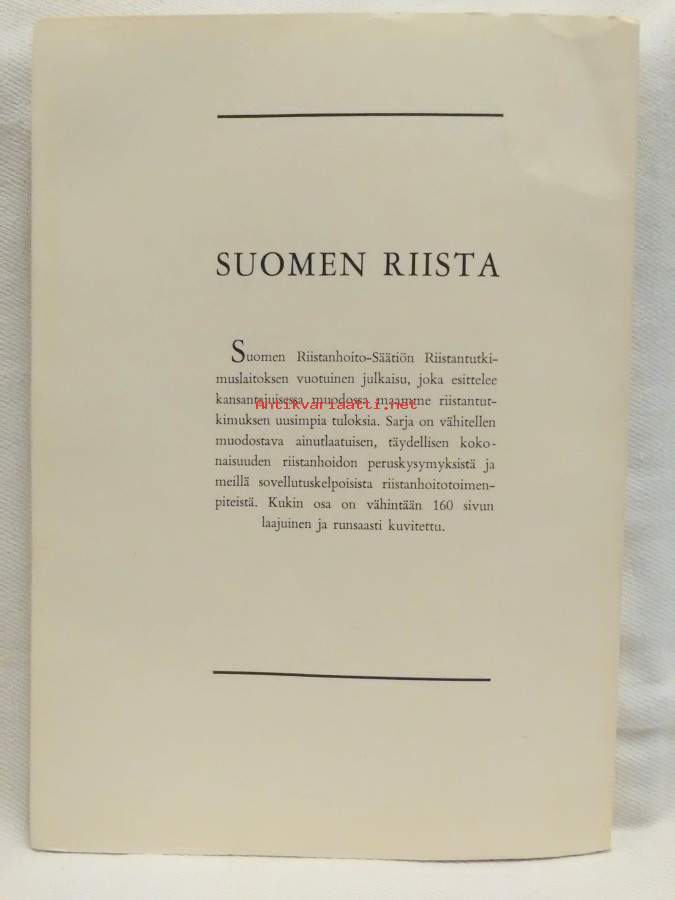 SUOMEN RIISTA
Suomen Riistanhoito-Säätiön Riistantutki-
muslaitoksen vuotuinen julkaisu, joka esittelee
kansantajuisessa muodossa maamme riistantut-
Antikvariaatti.net
kimuksen uusimpia tuloksia. Sarja on vähitellen
muodostava ainutlaatuisen, täydellisen koko-
naisuuden riistanhoidon peruskysymyksistä ja
meillä sovellutuskelpoisista riistanhoitotoimen-
piteistä. Kukin osa on vähintään 160 sivun
laajuinen ja runsaasti kuvitettu.